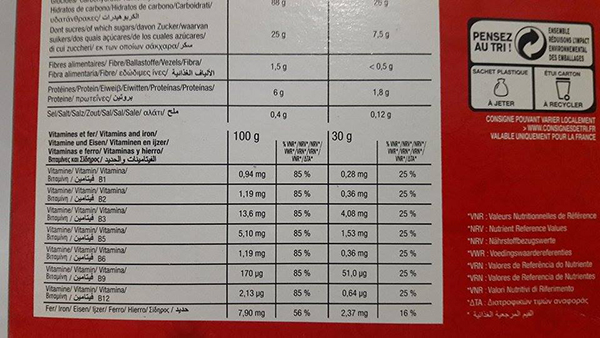 Hidratos de carbono/Hidratos de carbono/Carboidrati/
υδατάνθρακες/ الكربوهيدرات
88 g
26 g
Dont sucres/of which sugars/davon Zucker/waarvan
suikers/dos quais açúcares/de los cuales azúcares/
di cui zuccheri/ εκ των οποίων σάκχαρα/ سكر
25 g
7,5 g
Fibres alimentaires/ Fibre/Ballastoffe/Vezels/Fibra/
Fibra alimentaria/Fibre/ εδώδιμες ίνες/ الألياف الغذائية
1,5 g
< 0,5 g
Protéines/Protein/Eiweiß/Eiwitten/Proteínas/Proteínas/
Proteine/ πρωτεΐνες/ بروتين
6 g
1,8 g
Sel/Salt/Salz/Zout/Sal/Sal/Sale/ αλάτι/ ملح
0,4 g
0,12 g
Vitamines et fer/ Vitamins and iron/
Vitamine und Eisen/ Vitaminen en ijzer/
Vitaminas e ferro/ Vitaminas y hierro/
Βιταμίνες και Σίδηρος/ الفيتامينات والحديد
100 g
30 g
% VNR*/NRV*/NRV*/
VWR*/VRN*/VRN*/
VNR*/ΔΤΑ*
% VNR*/NRV*/NRV*/
VWR*/VRN*/VRN*/
VNR*/ΔΤΑ*
Vitamine/ Vitamin/ Vitamina/
Βιταμίνη / فيتامين B1
0,94 mg
85 %
0,28 mg
25 %
Vitamine/ Vitamin/ Vitamina/
Βιταμίνη / فيتامين B2
1,19 mg
85 %
0,36 mg
25 %
Vitamine/ Vitamin/ Vitamina/
Βιταμίνη / فيتامين B3
13,6 mg
85 %
4,08 mg
25 %
Vitamine/ Vitamin/ Vitamina/
Βιταμίνη / فيتامين B5
5,10 mg
85 %
1,53 mg
25 %
Vitamine/ Vitamin/ Vitamina/
Βιταμίνη / فيتامين B6
1,19 mg
85 %
0,36 mg
25 %
Vitamine/ Vitamin/ Vitamina/
Βιταμίνη / فيتامين B9
170 µg
85 %
51,0 µg
25 %
Vitamine/ Vitamin/ Vitamina/
Βιταμίνη / فيتامين B12
2,13 µg
85 %
0,64 µg
25 %
Fer/ Iron/ Eisen/ Ijzer/ Ferro/ Hierro/ Σίδηρος/ حديد
7,90 mg
56 %
2,37 mg
16 %
PENSEZ
AU TRI !
ENSEMBLE
RÉDUISONS L'IMPACT
ENVIRONNEMENTAL
DES EMBALLAGES
SACHET PLASTIQUE
À JETER
ÉTUI CARTON
À RECYCLER
CONSIGNE POUVANT VARIER LOCALEMENT
> WWW.CONSIGNESDETRI.FR
VALABLE UNIQUEMENT POUR LA FRANCE
*VNR : Valeurs Nutritionnelles de Référence
*NRV : Nutrient Reference Values
*NRV : Nährstoffbezugswerte
*VWR : Voedingswaardereferenties
*VRN : Valores de Referência do Nutriente
*VRN : Valores de Referencia de Nutrientes
*VNR : Valori Nutritivi di Riferimento
*ΔΤΑ : Διατροφικών τιμών αναφοράς
* القيم المرجعية الغذائية